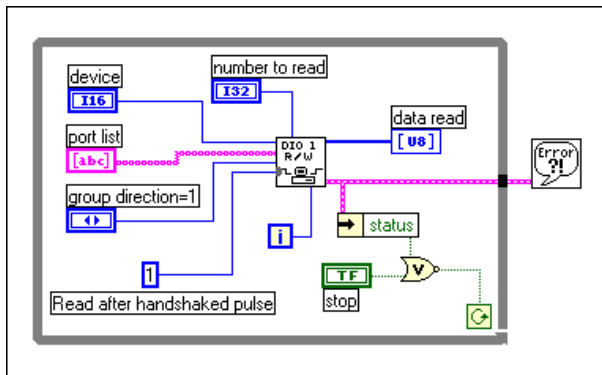 device
number to read
I16
I32
data read
port list
DIO 1
R/W
[U8]
[abc]
Error
?!
group direction=1
i
status
1
TF
V
Read after handshaked pulse
stop